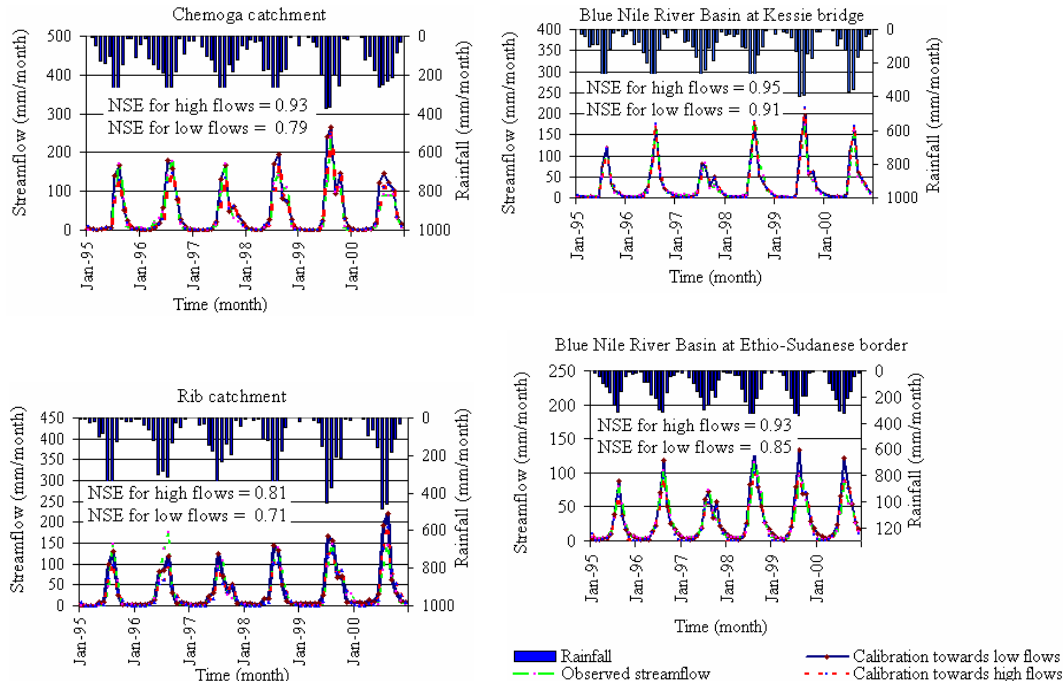 Chemoga catchment
500
450
400
350
300
250
200
150
100
50
0
Streamflow (mm/month)
0
200
400
600
800
1000
Rainfall (mm/month)
NSE for high flows = 0.93
NSE for low flows = 0.79
Jan-95
Jan-96
Jan-97
Jan-98
Jan-99
Jan-00
Time (month)
Blue Nile River Basin at Kessie bridge
400
350
300
250
200
150
100
50
0
Streamflow (mm/month)
0
200
400
600
800
1000
Rainfall (mm/month)
NSE for high flows = 0.95
NSE for low flows = 0.91
Jan-95
Jan-96
Jan-97
Jan-98
Jan-99
Jan-00
Time (month)
Rib catchment
450
400
350
300
250
200
150
100
50
0
Streamflow (mm/month)
0
200
400
600
800
1000
Rainfall (mm/month)
NSE for high flows = 0.81
NSE for low flows = 0.71
Jan-95
Jan-96
Jan-97
Jan-98
Jan-99
Jan-00
Time (month)
Blue Nile River Basin at Ethio-Sudanese border
250
200
150
100
50
0
Streamflow (mm/month)
0
200
400
600
800
1000
1200
Rainfall (mm/month)
NSE for high flows = 0.93
NSE for low flows = 0.85
Jan-95
Jan-96
Jan-97
Jan-98
Jan-99
Jan-00
Time (month)
Rainfall
Observed streamflow
Calibration towards low flows
Calibration towards high flows